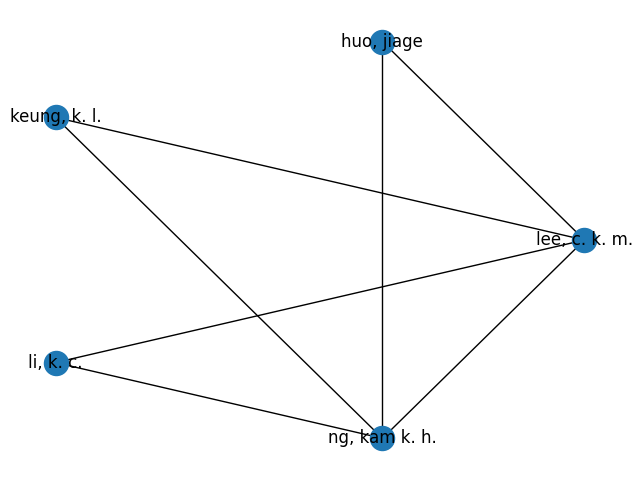 huo, jiage
keung, k. l.
lee, c. k. m.
li, k. c.
ng, kam k. h.